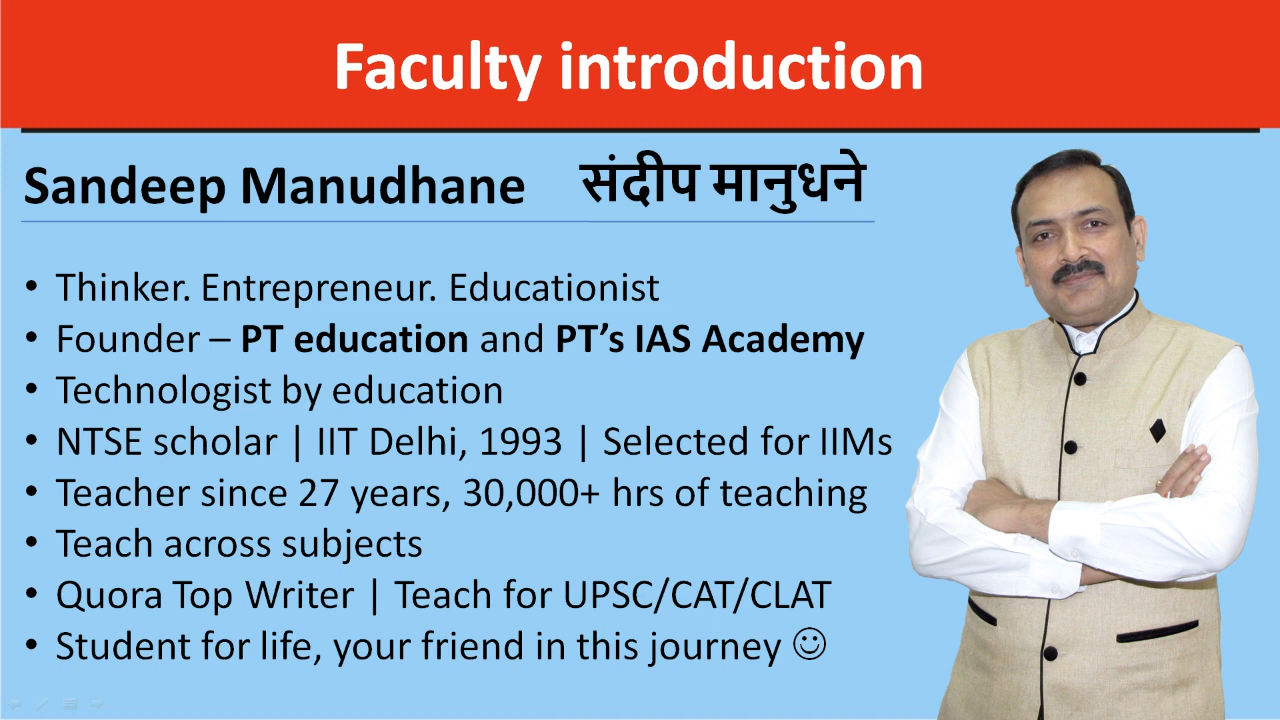 Faculty introduction
Sandeep Manudhane संदीप मानुधने
• Thinker. Entrepreneur. Educationist
• Founder – PT education and PT’s IAS Academy
• Technologist by education
• NTSE scholar | IIT Delhi, 1993 | Selected for IIMs
• Teacher since 27 years, 30,000+ hrs of teaching
• Teach across subjects
• Quora Top Writer | Teach for UPSC/CAT/CLAT
• Student for life, your friend in this journey ☺